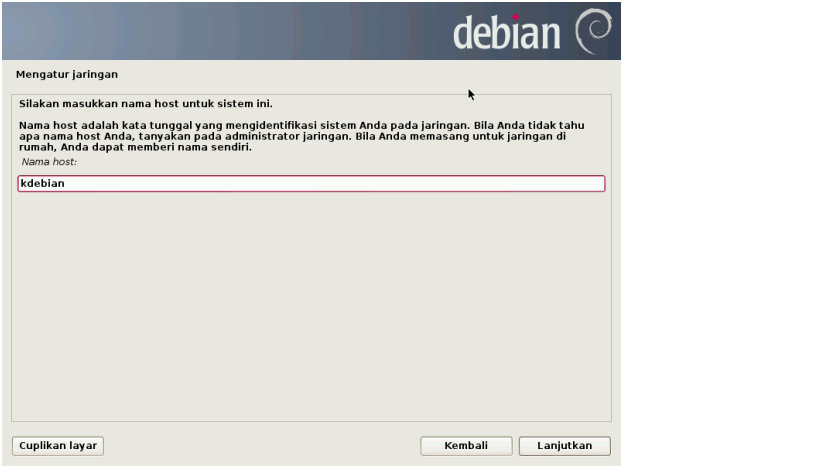 debian
Mengatur jaringan
Silakan masukkan nama host untuk sistem ini.
Nama host adalah kata tunggal yang mengidentifikasi sistem Anda pada jaringan. Bila Anda tidak tahu
apa nama host Anda, tanyakan pada administrator jaringan. Bila Anda memasang untuk jaringan di
rumah, Anda dapat memberi nama sendiri.
Nama host:
kdebian
Cuplikan layar
Kembali
Lanjutkan